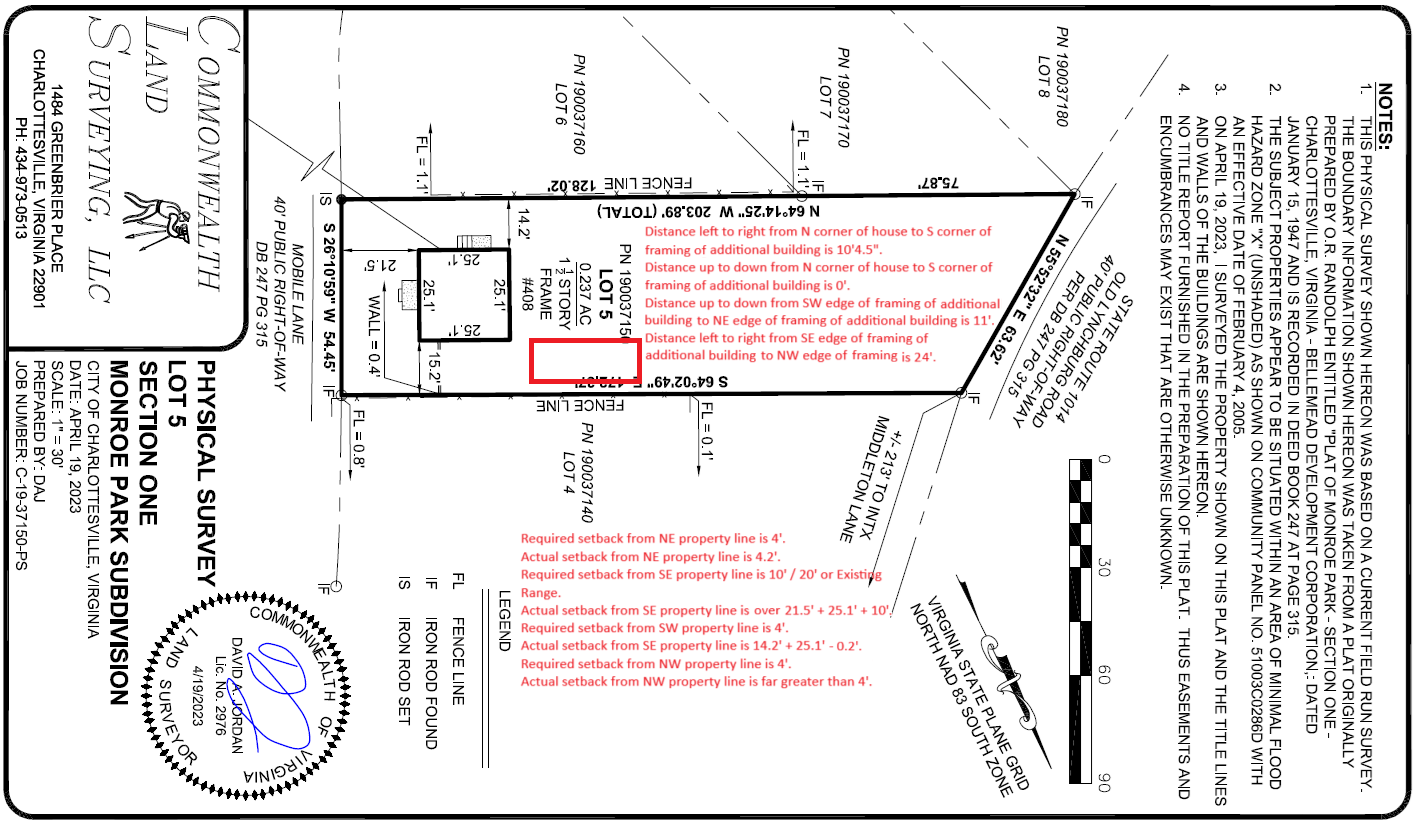 NOTES:
1. THIS PHYSICAL SURVEY SHOWN HEREON WAS BASED ON A CURRENT FIELD RUN SURVEY. THE BOUNDARY INFORMATION SHOWN HEREON WAS TAKEN FROM A PLAT ORIGINALLY
PREPARED BY O.R. RANDOLPH ENTITLED "PLAT OF MONROE PARK - SECTION ONE -
CHARLOTTESVILLE, VIRGINIA - BELLEMEAD DEVELOPMENT CORPORATION,: DATED
JANUARY 15, 1947 AND IS RECORDED IN DEED BOOK 247 AT PAGE 315.
2. THE SUBJECT PROPERTIES APPEAR TO BE SITUATED WITHIN AN AREA OF MINIMAL FLOOD
HAZARD ZONE "X" (UNSHADED) AS SHOWN ON COMMUNITY PANEL NO. 51003C0286D WITH
AN EFFECTIVE DATE OF FEBRUARY 4, 2005.
3. ON APRIL 19, 2023, I SURVEYED THE PROPERTY SHOWN ON THIS PLAT AND THE TITLE LINES
AND WALLS OF THE BUILDINGS ARE SHOWN HEREON.
4. NO TITLE REPORT FURNISHED IN THE PREPARATION OF THIS PLAT. THUS EASEMENTS AND
ENCUMBRANCES MAY EXIST THAT ARE OTHERWISE UNKNOWN.
PN 190037180
LOT 8
PN 190037170
LOT 7
PN 190037160
LOT 6
FL = 1.1'
FL = 1.1'
IF
IF
75.87'
FENCE LINE
128.02'
N 64°14'25" W 203.89' (TOTAL)
N 55°52'32" E 63.62'
OLD LYNCHBURG ROAD
STATE ROUTE 1014
40' PUBLIC RIGHT-OF-WAY
PER DB 247 PG 315
Distance left to right from N corner of house to S corner of
framing of additional building is 10'4.5".
Distance up to down from N corner of house to S corner of
framing of additional building is 0'.
Distance up to down from SW edge of framing of additional
building to NE edge of framing of additional building is 11'.
Distance left to right from SE edge of framing of
additional building to NW edge of framing is 24'.
PN 19003715
LOT 5
0.237 AC
1 1/2 STORY
FRAME
#408
14.2'
25.1'
25.1'
25.1'
25.1'
21.5'
15.2'
WALL = 0.4'
IS
S 26°10'59" W 54.45'
MOBILE LANE
40' PUBLIC RIGHT-OF-WAY
DB 247 PG 315
S 64°02'49" E 172.37'
FENCE LINE
IF
IF
IF
FL = 0.8'
FL = 0.1'
PN 190037140
LOT 4
+/- 213' TO INTX
MIDDLETON LANE
Required setback from NE property line is 4'.
Actual setback from NE property line is 4.2'.
Required setback from SE property line is 10' / 20' or Existing
Range.
Actual setback from SE property line is over 21.5' + 25.1' + 10'.
Required setback from SW property line is 4'.
Actual setback from SE property line is 14.2' + 25.1' - 0.2'.
Required setback from NW property line is 4'.
Actual setback from NW property line is far greater than 4'.
LEGEND
FL FENCE LINE
IF IRON ROD FOUND
IS IRON ROD SET
0 30 60 90
VIRGINIA STATE PLANE GRID
NORTH NAD 83 SOUTH ZONE
COMMONWEALTH
LAND
SURVEYING, LLC
1484 GREENBRIER PLACE
CHARLOTTESVILLE, VIRGINIA 22901
PH: 434-973-0513
PHYSICAL SURVEY
LOT 5
SECTION ONE
MONROE PARK SUBDIVISION
CITY OF CHARLOTTESVILLE, VIRGINIA
DATE: APRIL 19, 2023
SCALE: 1" = 30'
PREPARED BY: DAJ
JOB NUMBER: C-19-37150-PS
COMMONWEALTH OF VIRGINIA
DAVID A. JORDAN
Lic. No. 2976
4/19/2023
LAND SURVEYOR